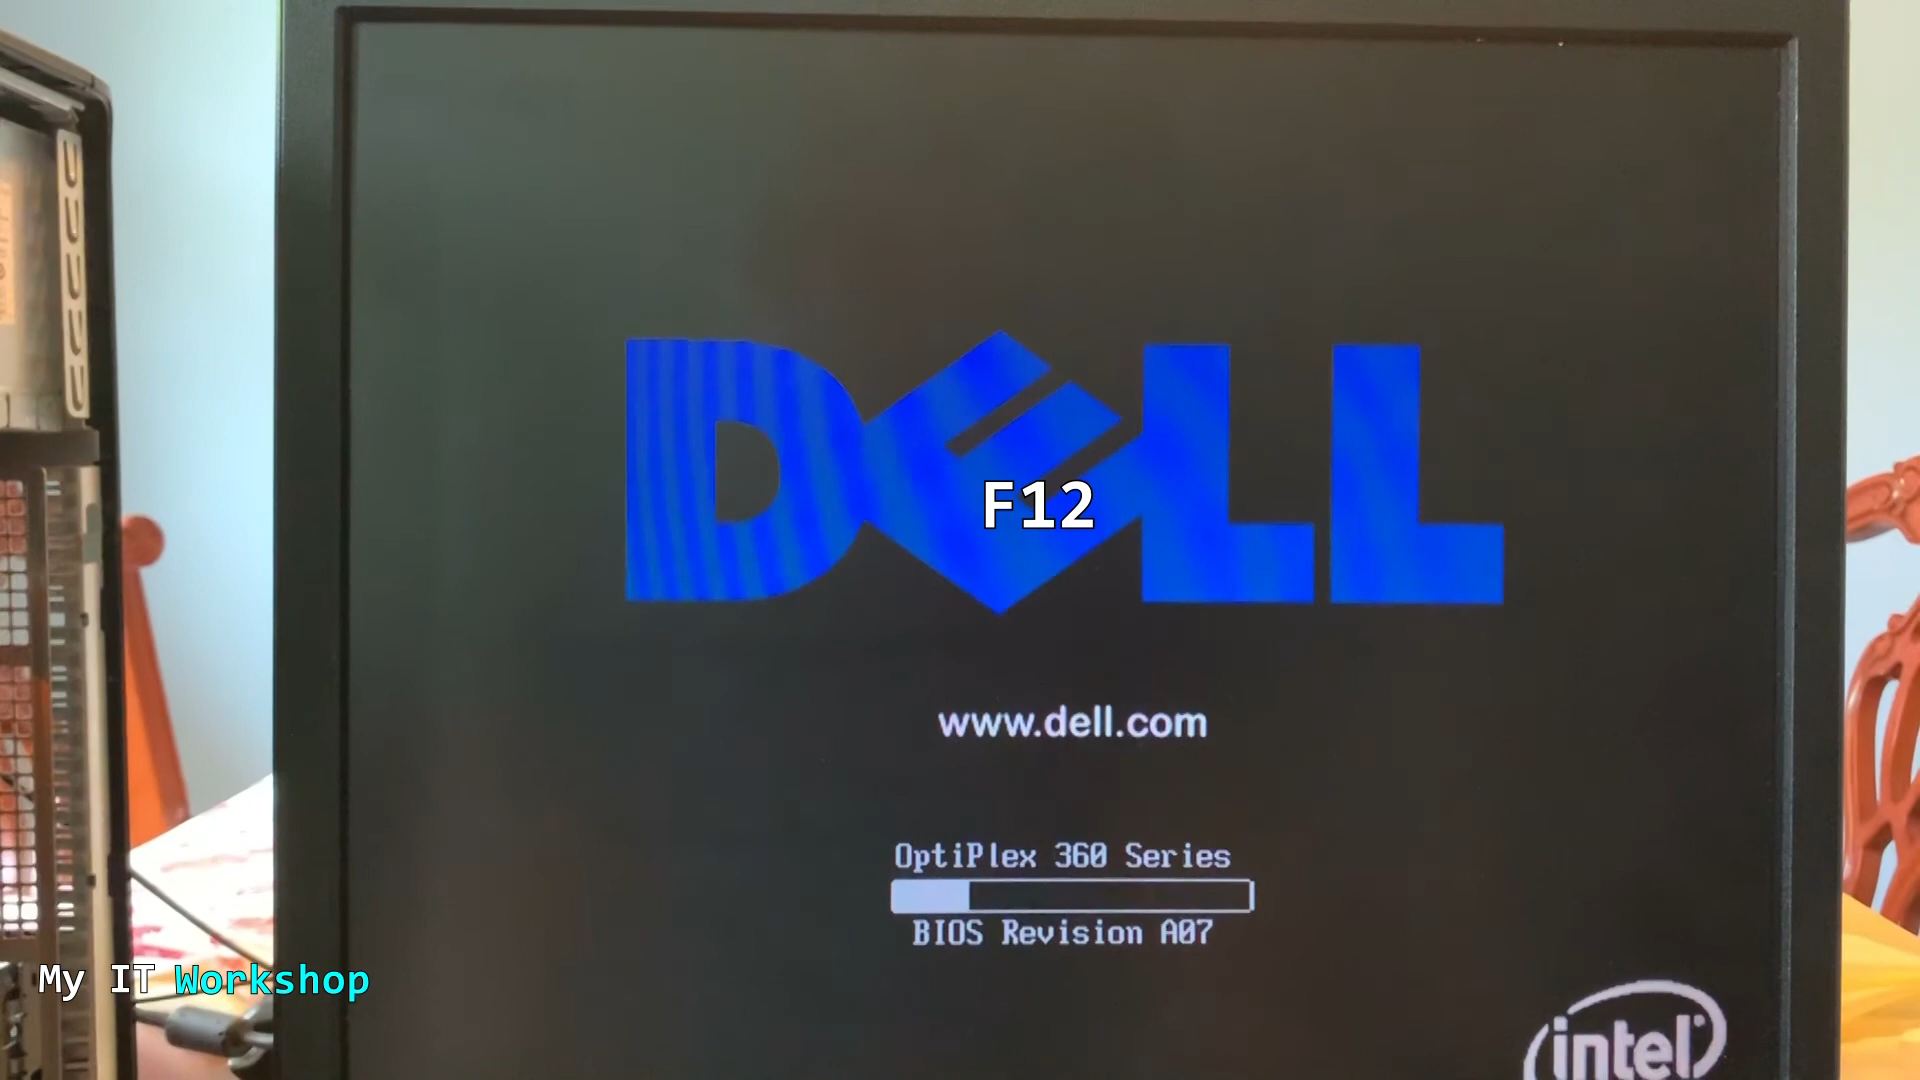 DELL
F12
www.dell.com
OptiPlex 360 Series
BIOS Revision A07
My IT Workshop
intel